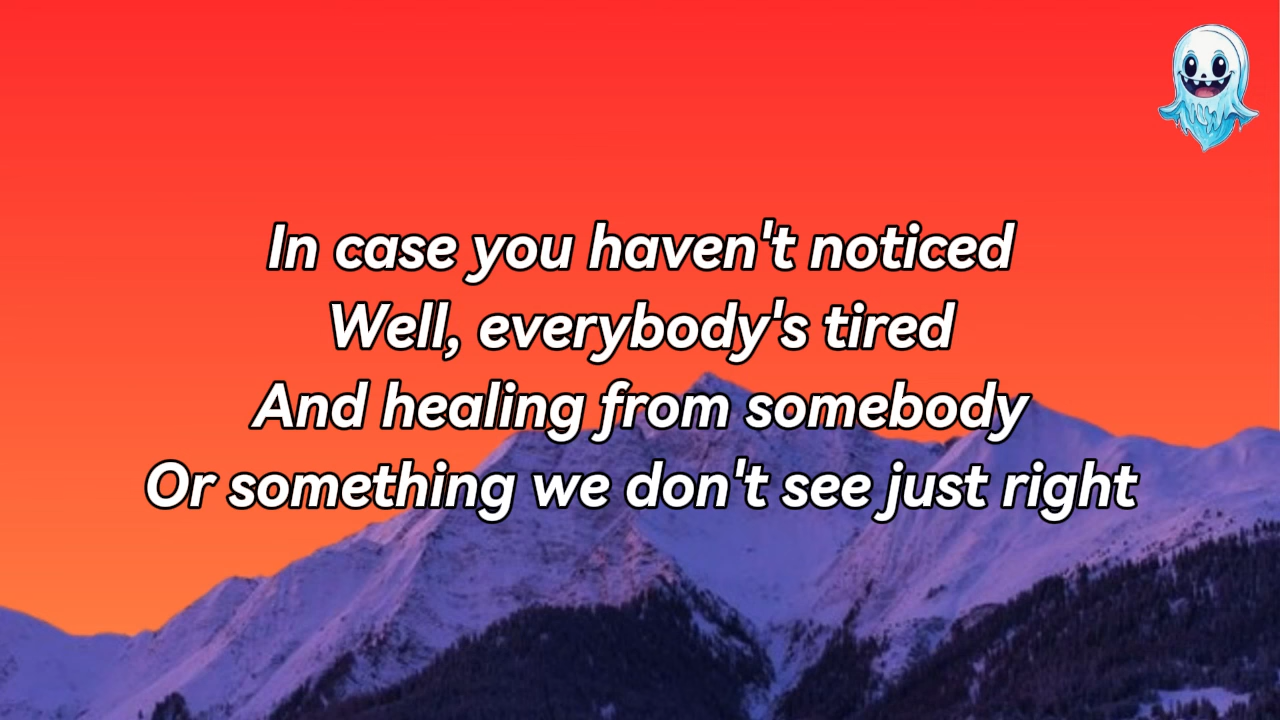 In case you haven't noticed
Well, everybody's tired
And healing from somebody
Or something we don't see just right